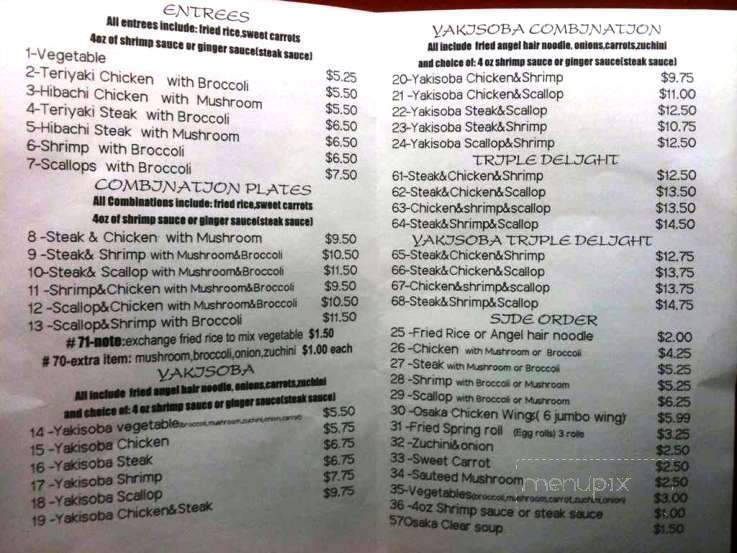 ENTREES
All entrees include: fried rice,sweet carrots
4oz of shrimp sauce or ginger sauce(steak sauce)
1-Vegetable $5.25
2-Teriyaki Chicken with Broccoli $5.50
3-Hibachi Chicken with Mushroom $5.50
4-Teriyaki Steak with Broccoli $6.50
5-Hibachi Steak with Mushroom $6.50
6-Shrimp with Broccoli $6.50
7-Scallops with Broccoli $7.50
COMBINATION PLATES
All Combinations include: fried rice,sweet carrots
4oz of shrimp sauce or ginger sauce(steak sauce)
8 -Steak & Chicken with Mushroom $9.50
9 -Steak& Shrimp with Mushroom&Broccoli $10.50
10-Steak& Scallop with Mushroom&Broccoli $11.50
11 -Shrimp&Chicken with Mushroom&Broccoli $9.50
12 -Scallop&Chicken with Mushroom&Broccoli $10.50
13 -Scallop&Shrimp with Broccoli $11.50
# 71-note:exchange fried rice to mix vegetable $1.50
# 70-extra item: mushroom,broccoli,onion,zuchini $1.00 each
YAKISOBA
All include fried angel hair noodle, onions,carrots,zuchini
and choice of: 4 oz shrimp sauce or ginger sauce(steak sauce)
14 -Yakisoba vegetable(broccoli,mushroom,zuchini,onion,carrot) $5.50
15 -Yakisoba Chicken $5.75
16 -Yakisoba Steak $6.75
17 -Yakisoba Shrimp $6.75
18 -Yakisoba Scallop $7.75
19 -Yakisoba Chicken&Steak $9.75
YAKISOBA COMBINATION
All include fried angel hair noodle, onions,carrots,zuchini
and choice of: 4 oz shrimp sauce or ginger sauce(steak sauce)
20-Yakisoba Chicken&Shrimp $9.75
21 -Yakisoba Chicken&Scallop $11.00
22-Yakisoba Steak&Scallop $12.50
23-Yakisoba Steak&Shrimp $10.75
24-Yakisoba Scallop&Shrimp $12.50
TRIPLE DELIGHT
61-Steak&Chicken&Shrimp $12.50
62-Steak&Chicken&Scallop $13.50
63-Chicken&shrimp&scallop $13.50
64-Steak&Shrimp&scallop $14.50
YAKISOBA TRIPLE DELIGHT
65-Steak&Chicken&Shrimp $12.75
66-Steak&Chicken&Scallop $13.75
67-Chicken&shrimp&scallop $13.75
68-Steak&Shrimp&Scallop $14.75
SIDE ORDER
25 -Fried Rice or Angel hair noodle $2.00
26 -Chicken with Mushroom or Broccoli $4.25
27 -Steak with Mushroom or Broccoli $5.25
28 -Shrimp with Broccoli or Mushroom $5.25
29 -Scallop with Broccoli or Mushroom $6.25
30 -Osaka Chicken Wing:( 6 jumbo wing) $5.99
31 -Fried Spring roll (Egg rolls) 3 rolls $3.25
32 -Zuchini&onion $2.50
33 -Sweet Carrot $2.50
34 -Sauteed Mushroom $2.50
35-Vegetables(broccoli,mushroom,carrot,zuchini,onion) $3.00
36 -4oz Shrimp sauce or steak sauce $1.00
57Osaka Clear soup $1.50
menupix